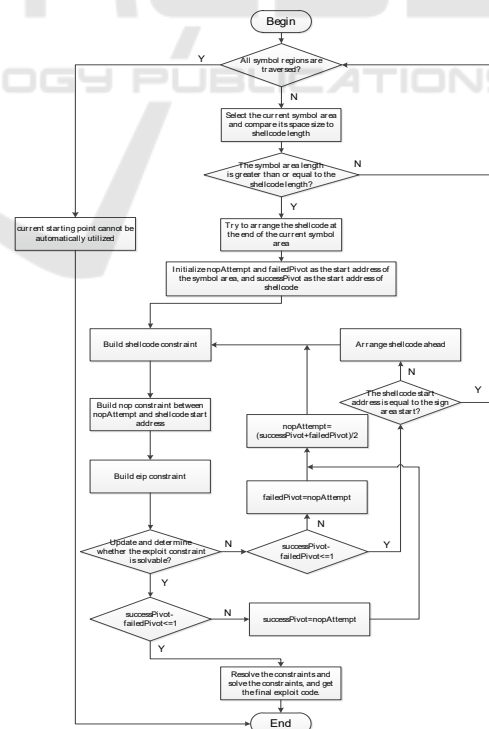 OGY PUBLICATIONS
Begin
Y
All symbol regions are
traversed?
N
Select the current symbol area
and compare its space size to
shellcode length
The symbol area length
is greater than or equal to the
shellcode length?
N
Y
current starting point cannot be
automatically utilized
Try to arrange the shellcode at
the end of the current symbol
area
Initialize nopAttempt and failedPivot as the start address of
the symbol area, and successPivot as the start address of
shellcode
Build shellcode constraint
Arrange shellcode ahead
N
The shellcode start
address is equal to the sign
area start?
Y
Build nop constraint between
nopAttempt and shellcode start
address
nopAttempt=
(successPivot+failedPivot)/2
Build eip constraint
failedPivot=nopAttempt
N
Update and determine
whether the exploit constraint
is solvable?
N
successPivot-
failedPivot<=1
Y
Y
successPivot-
failedPivot<=1
N
successPivot=nopAttempt
Y
Resolve the constraints and
solve the constraints, and get
the final exploit code.
End